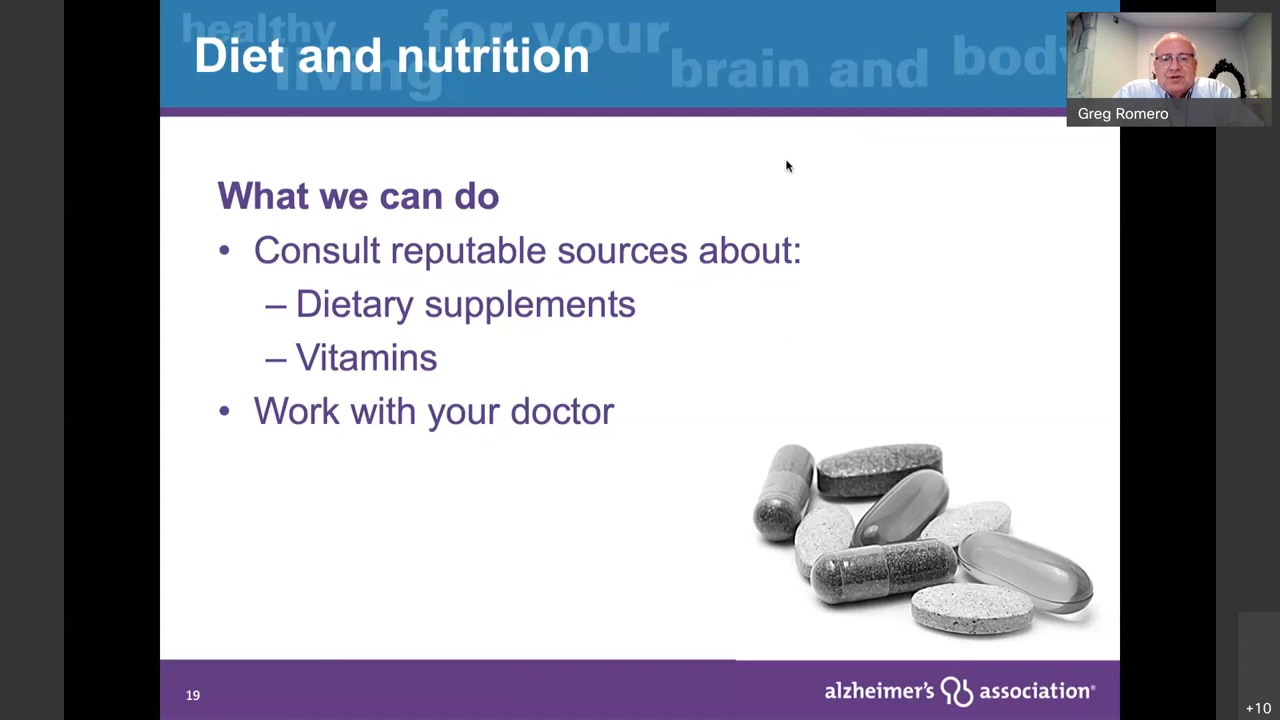 healthy for your
living brain and body
Diet and nutrition
Greg Romero
What we can do
• Consult reputable sources about:
– Dietary supplements
– Vitamins
• Work with your doctor
19
alzheimer's association®
+10